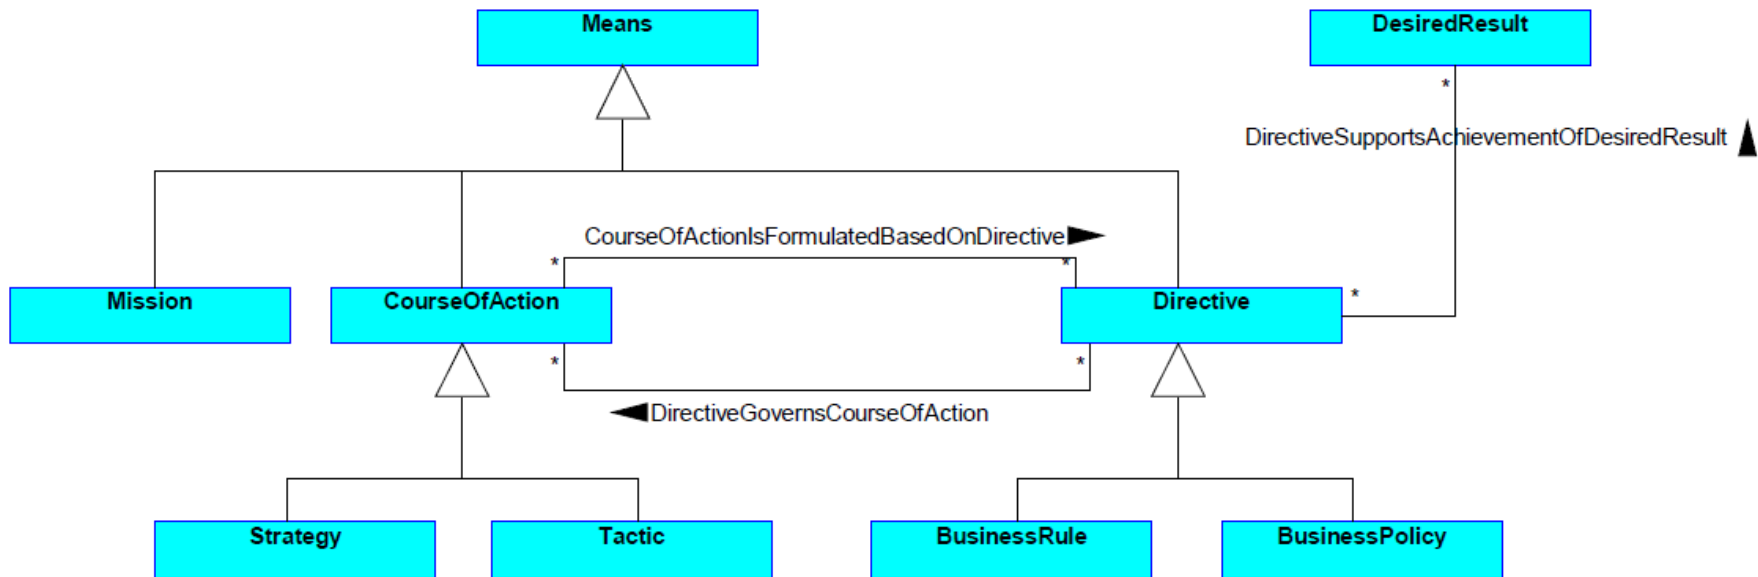 Means
DesiredResult
*
DirectiveSupportsAchievementOfDesiredResult
CourseOfActionIsFormulatedBasedOnDirective
*
*
Mission
CourseOfAction
Directive
*
*
*
DirectiveGovernsCourseOfAction
Strategy
Tactic
BusinessRule
BusinessPolicy